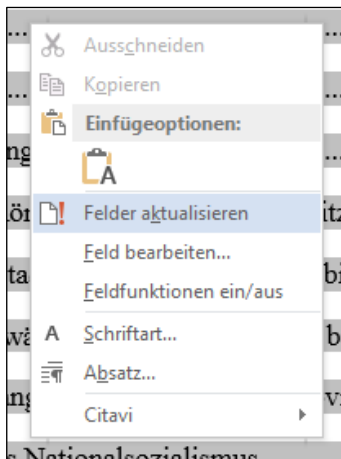 Ausschneiden
Kopieren
Einfügeoptionen:
A
Felder aktualisieren
Feld bearbeiten...
Feldfunktionen ein/aus
A Schriftart...
Absatz...
Citavi
Nationalsozialismus